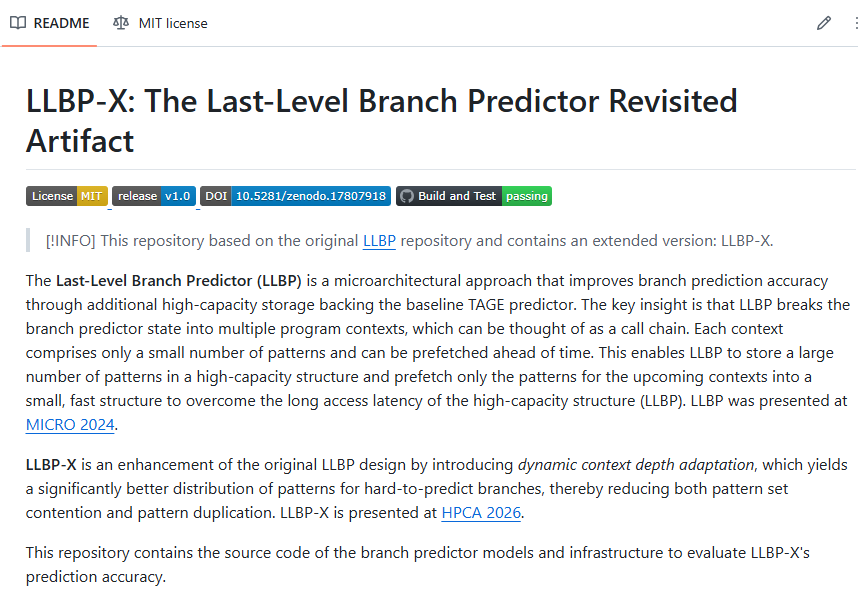 README MIT license
LLBP-X: The Last-Level Branch Predictor Revisited
Artifact
License MIT release v1.0 DOI 10.5281/zenodo.17807918 Build and Test passing
[!INFO] This repository based on the original LLBP repository and contains an extended version: LLBP-X.
The Last-Level Branch Predictor (LLBP) is a microarchitectural approach that improves branch prediction accuracy
through additional high-capacity storage backing the baseline TAGE predictor. The key insight is that LLBP breaks the
branch predictor state into multiple program contexts, which can be thought of as a call chain. Each context
comprises only a small number of patterns and can be prefetched ahead of time. This enables LLBP to store a large
number of patterns in a high-capacity structure and prefetch only the patterns for the upcoming contexts into a
small, fast structure to overcome the long access latency of the high-capacity structure (LLBP). LLBP was presented at
MICRO 2024.
LLBP-X is an enhancement of the original LLBP design by introducing dynamic context depth adaptation, which yields
a significantly better distribution of patterns for hard-to-predict branches, thereby reducing both pattern set
contention and pattern duplication. LLBP-X is presented at HPCA 2026.
This repository contains the source code of the branch predictor models and infrastructure to evaluate LLBP-X's
prediction accuracy.